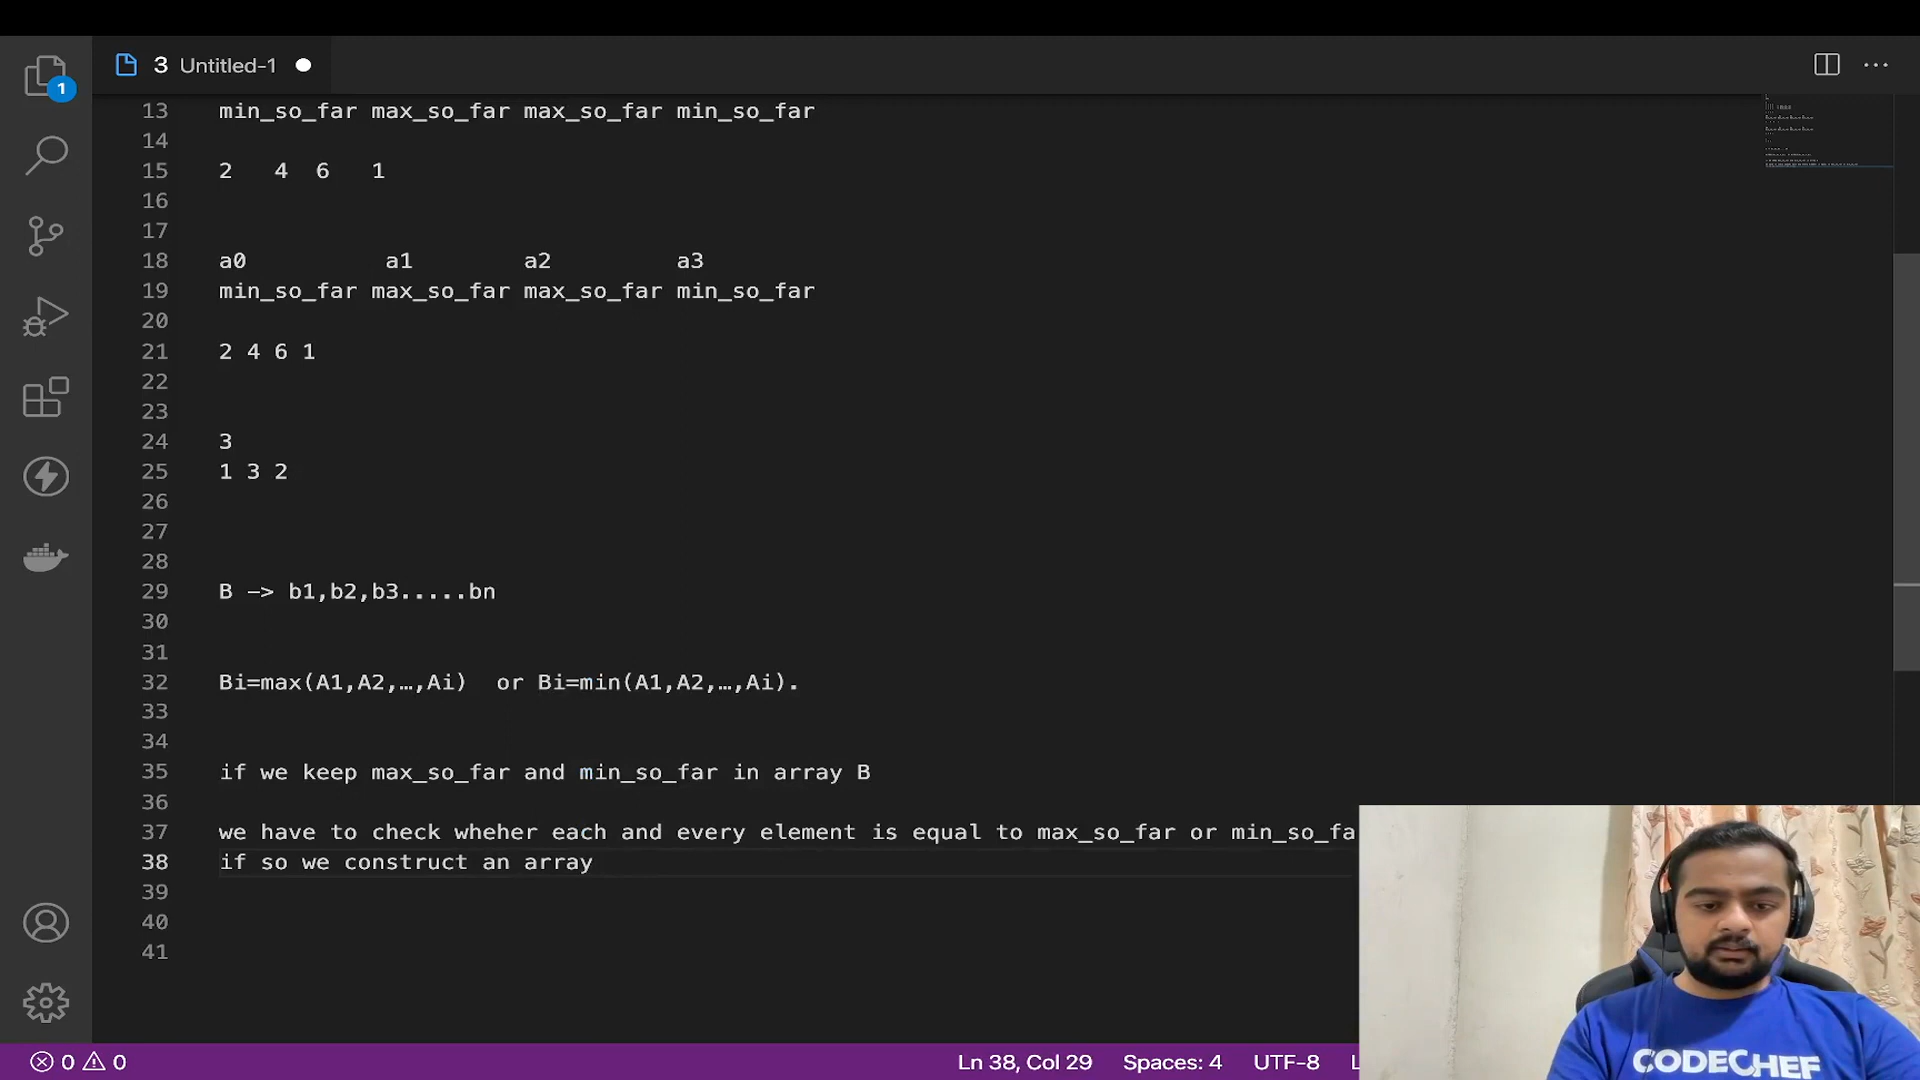 3 Untitled-1
1
13 min_so_far max_so_far max_so_far min_so_far
14
15 2 4 6 1
16
17
18 a0 a1 a2 a3
19 min_so_far max_so_far max_so_far min_so_far
20
21 2 4 6 1
22
23
24 3
25 1 3 2
26
27
28
29 B —> b1,b2,b3.....bn
30
31
32 Bi=max(A1,A2,…,Ai) or Bi=min(A1,A2,…,Ai).
33
34
35 if we keep max_so_far and min_so_far in array B
36
37 we have to check wheher each and every element is equal to max_so_far or min_so_fa
38 if so we construct an array
39
40
41
0 0 Ln 38, Col 29 Spaces: 4 UTF-8 L
CODECHEF